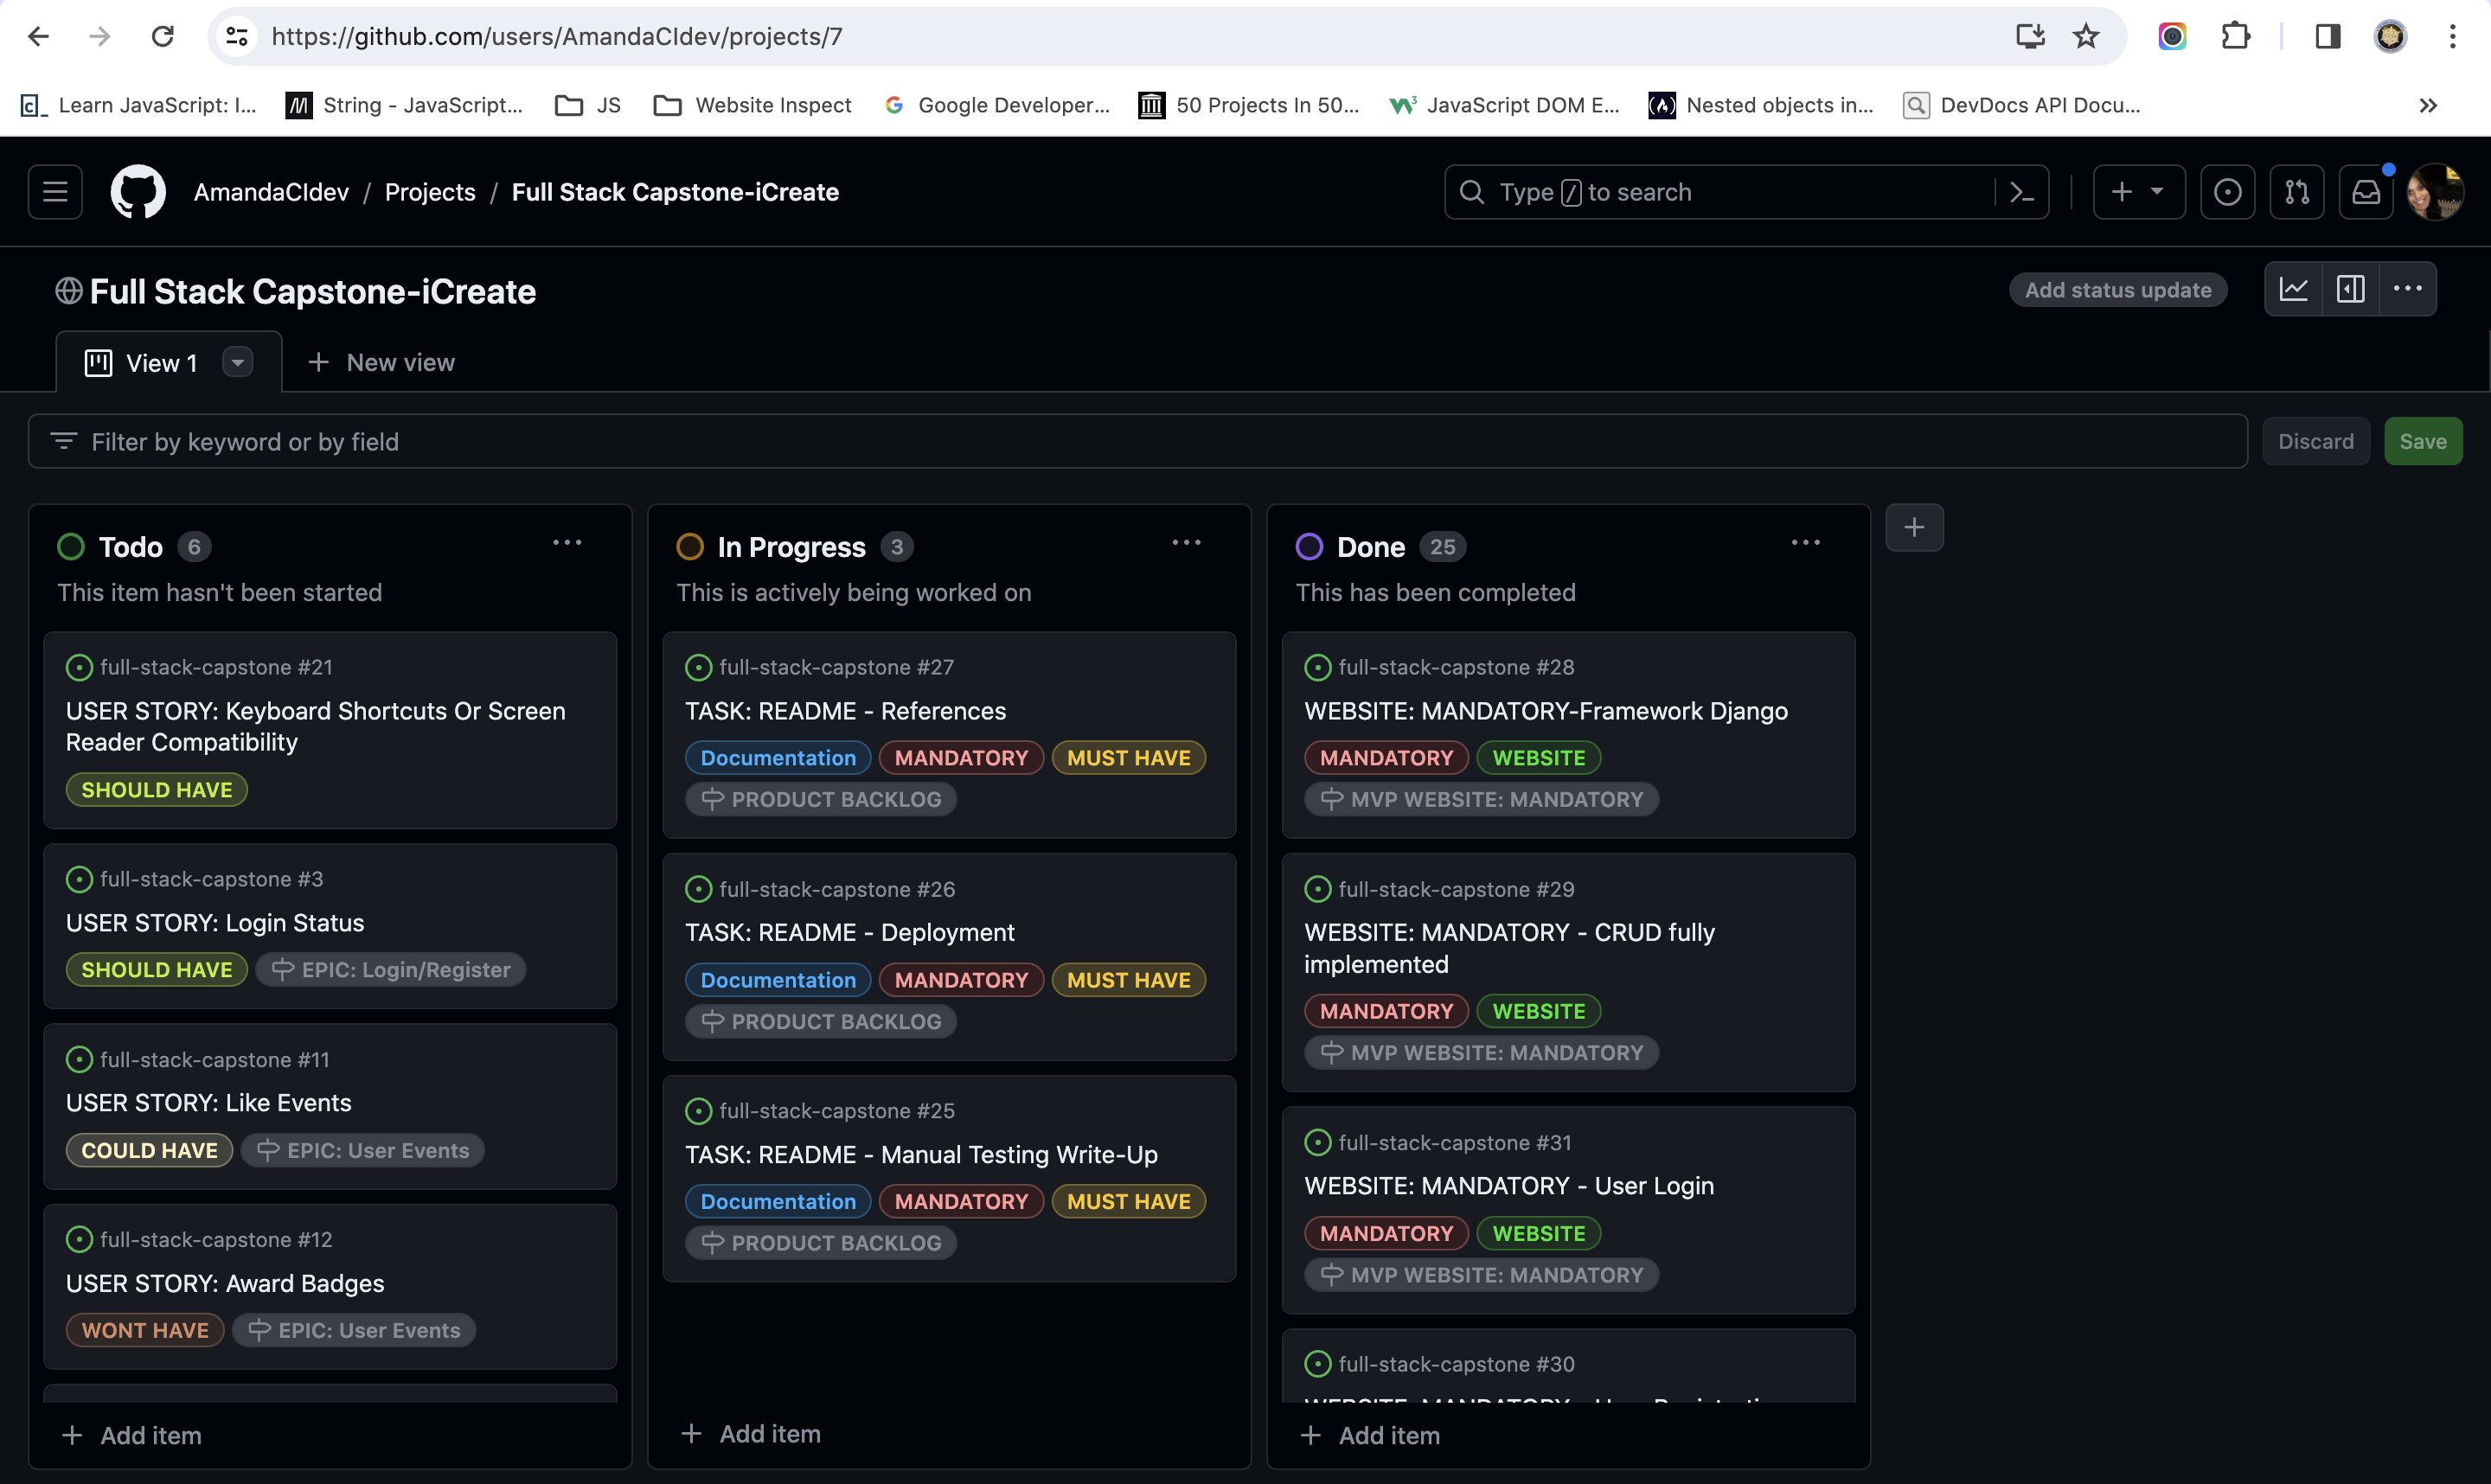 https://github.com/users/AmandaCIdev/projects/7
Learn JavaScript: I...
String - JavaScript...
JS
Website Inspect
Google Developer...
50 Projects In 50...
JavaScript DOM E...
Nested objects in...
DevDocs API Docu...
AmandaCIdev / Projects / Full Stack Capstone-iCreate
Type / to search
Full Stack Capstone-iCreate
Add status update
View 1
New view
Filter by keyword or by field
Discard
Save
Todo 6
This item hasn't been started
full-stack-capstone #21
USER STORY: Keyboard Shortcuts Or Screen
Reader Compatibility
SHOULD HAVE
full-stack-capstone #3
USER STORY: Login Status
SHOULD HAVE EPIC: Login/Register
full-stack-capstone #11
USER STORY: Like Events
COULD HAVE EPIC: User Events
full-stack-capstone #12
USER STORY: Award Badges
WONT HAVE EPIC: User Events
+ Add item
In Progress 3
This is actively being worked on
full-stack-capstone #27
TASK: README - References
Documentation MANDATORY MUST HAVE
PRODUCT BACKLOG
full-stack-capstone #26
TASK: README - Deployment
Documentation MANDATORY MUST HAVE
PRODUCT BACKLOG
full-stack-capstone #25
TASK: README - Manual Testing Write-Up
Documentation MANDATORY MUST HAVE
PRODUCT BACKLOG
+ Add item
Done 25
This has been completed
full-stack-capstone #28
WEBSITE: MANDATORY-Framework Django
MANDATORY WEBSITE
MVP WEBSITE: MANDATORY
full-stack-capstone #29
WEBSITE: MANDATORY - CRUD fully
implemented
MANDATORY WEBSITE
MVP WEBSITE: MANDATORY
full-stack-capstone #31
WEBSITE: MANDATORY - User Login
MANDATORY WEBSITE
MVP WEBSITE: MANDATORY
full-stack-capstone #30
+ Add item